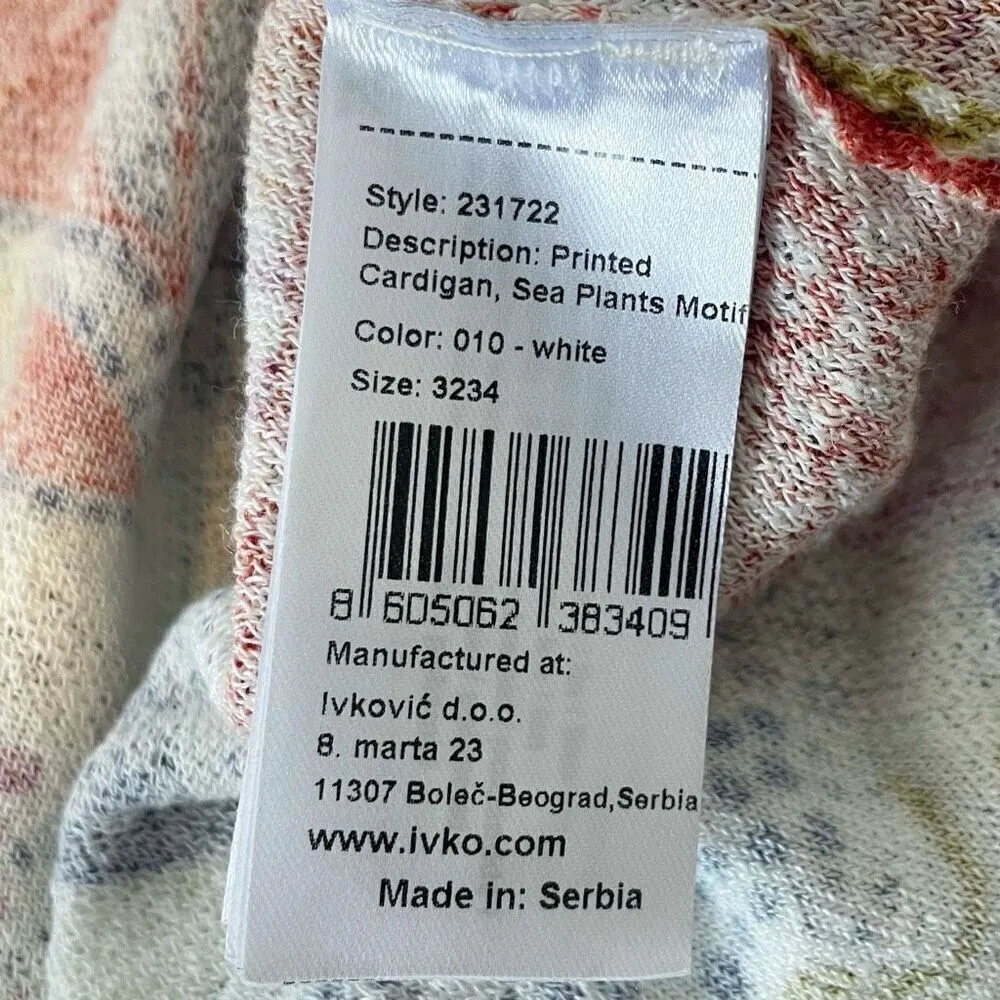 Style: 231722
Description: Printed
Cardigan, Sea Plants Motif
Color: 010 - white
Size: 3234
8 605062 383409
Manufactured at:
Ivković d.o.o.
8. marta 23
11307 Boleč-Beograd,Serbia
www.ivko.com
Made in: Serbia